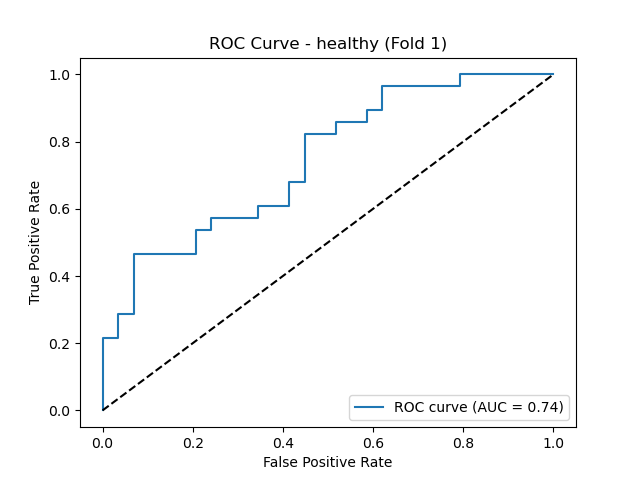 ROC Curve - healthy (Fold 1)
True Positive Rate
1.0
0.8
0.6
0.4
0.2
0.0
ROC curve (AUC = 0.74)
0.0 0.2 0.4 0.6 0.8 1.0
False Positive Rate